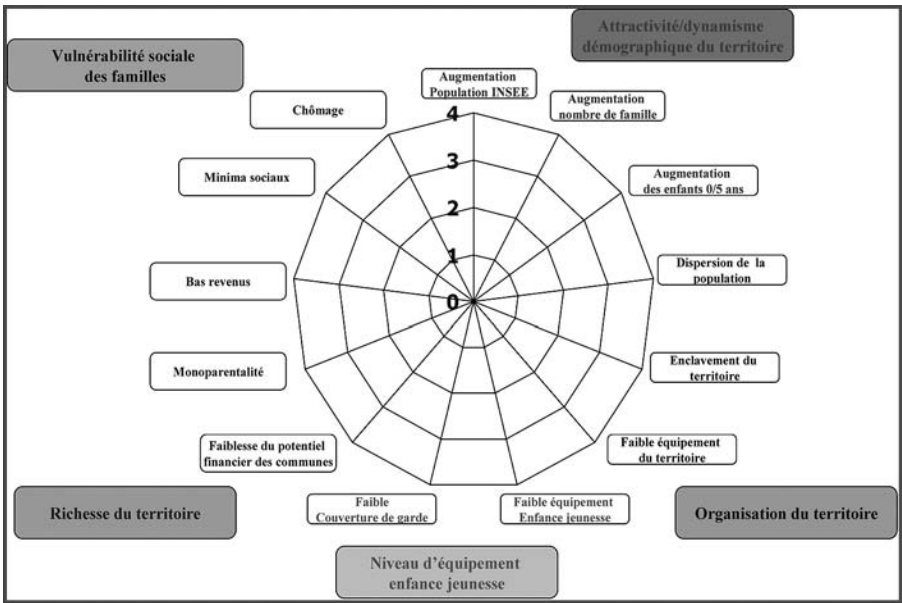 Attractivité/dynamisme
démographique du territoire
Vulnérabilité sociale
des familles
Augmentation
Population INSEE
Augmentation
nombre de famille
Chômage
4
3
Minima sociaux
Augmentation
des enfants 0/5 ans
2
1
Bas revenus
Dispersion de la
population
0
Monoparentalité
Enclavement du
territoire
Faiblesse du potentiel
financier des communes
Faible équipement
du territoire
Faible
Couverture de garde
Faible équipement
Enfance jeunesse
Richesse du territoire
Organisation du territoire
Niveau d'équipement
enfance jeunesse